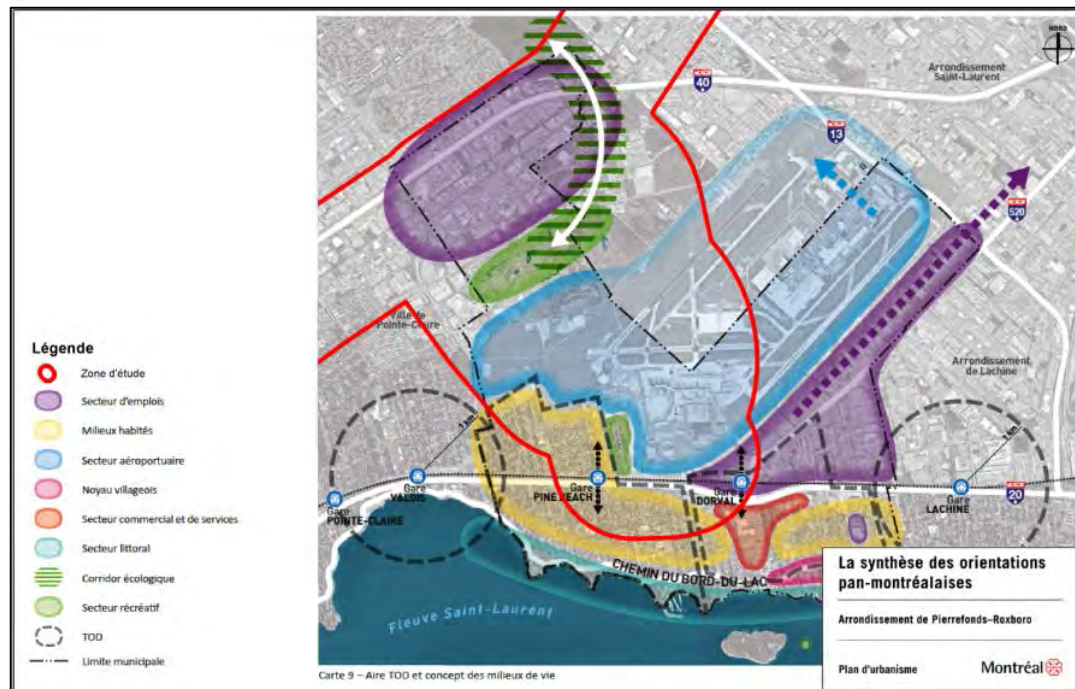 NORD
Arrondissement
Saint-Laurent
40
13
520
Ville de
Pointe-Claire
Arrondissement
de Lachine
1 km
1 km
Gare
POINTE-CLAIRE
Gare
VALOIS
Gare
PINE BEACH
Gare
DORVAL
Gare
LACHINE
20
CHEMIN DU BORD-DU-LAC
Fleuve Saint-Laurent
Légende
Zone d'étude
Secteur d'emplois
Milieux habités
Secteur aéroportuaire
Noyau villageois
Secteur commercial et de services
Secteur littoral
Corridor écologique
Secteur récréatif
TOD
Limite municipale
Carte 9 – Aire TOD et concept des milieux de vie
La synthèse des orientations
pan-montréalaises
Arrondissement de Pierrefonds–Roxboro
Plan d'urbanisme
Montréal